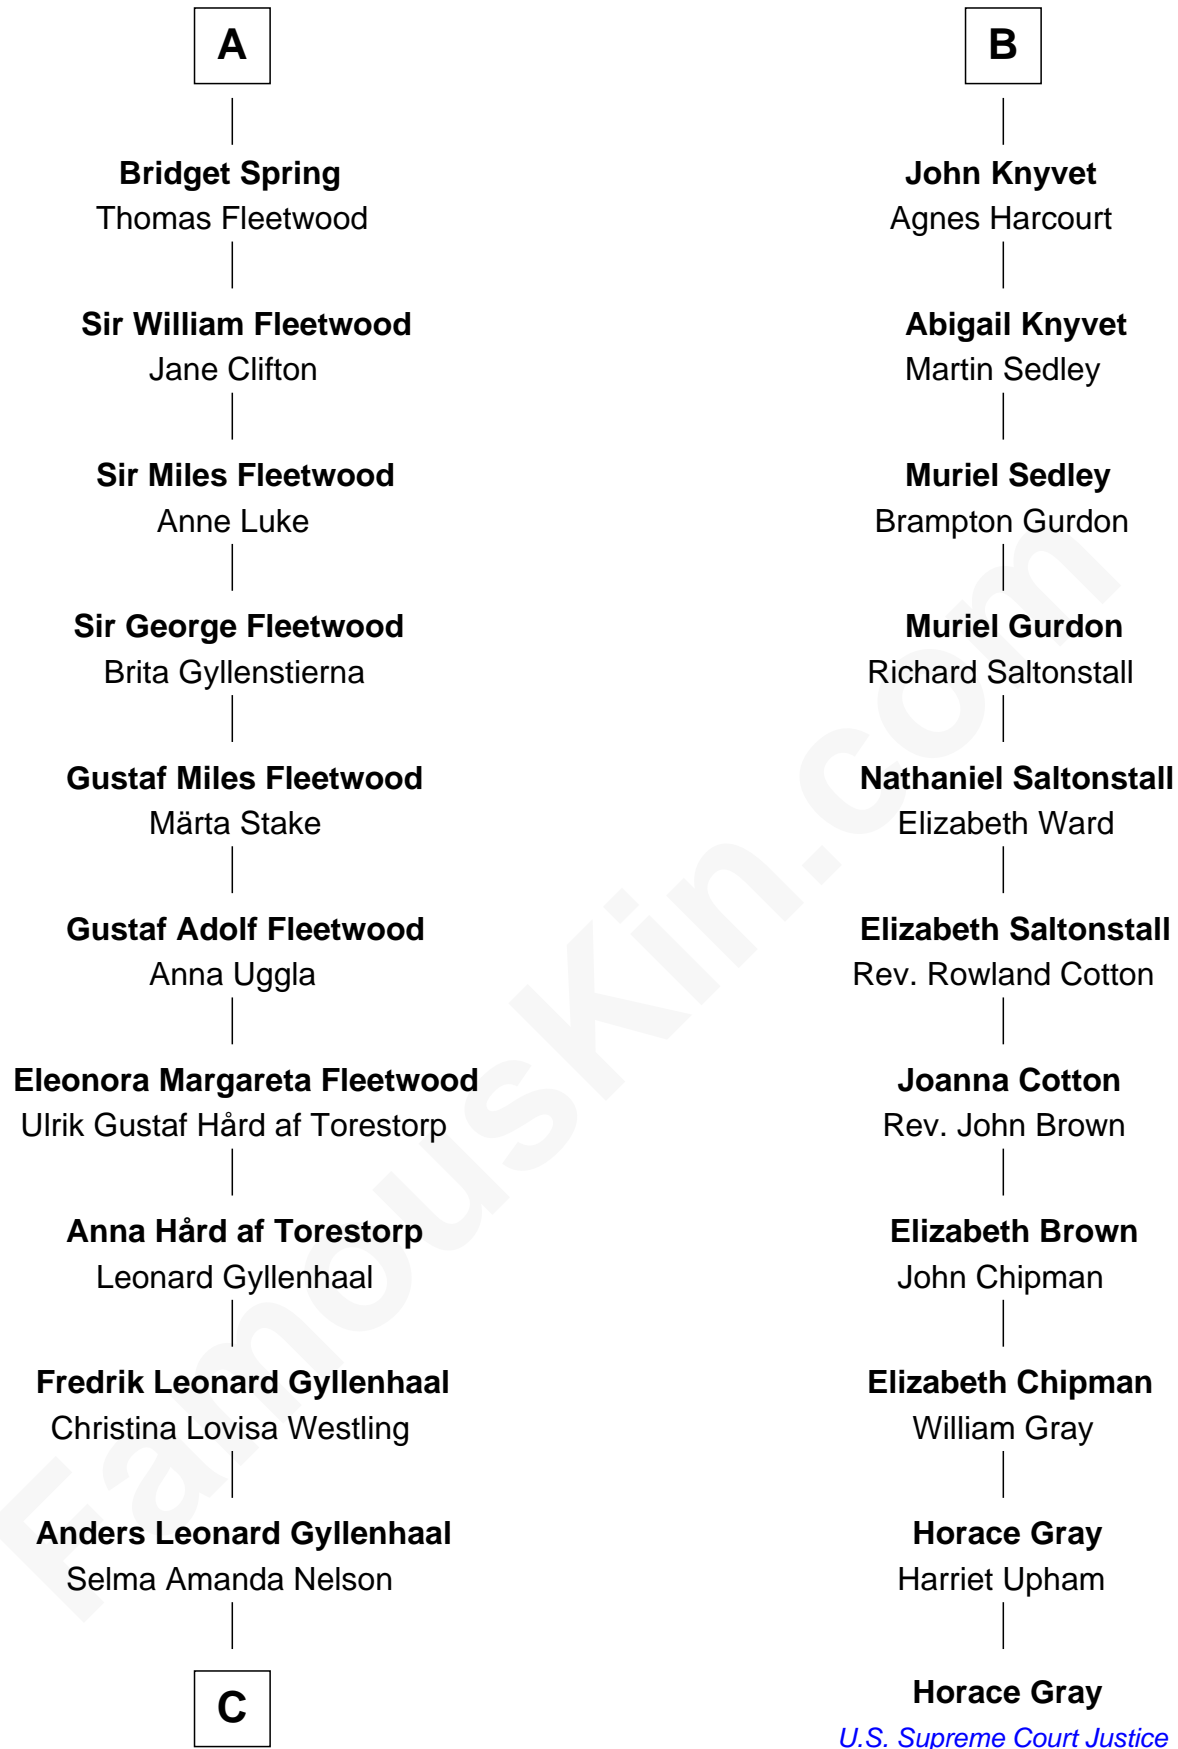 A
Bridget Spring
Thomas Fleetwood
Sir William Fleetwood
Jane Clifton
Sir Miles Fleetwood
Anne Luke
Sir George Fleetwood
Brita Gyllenstierna
Gustaf Miles Fleetwood
Märta Stake
Gustaf Adolf Fleetwood
Anna Uggla
Eleonora Margareta Fleetwood
Ulrik Gustaf Hård af Torestorp
Anna Hård af Torestorp
Leonard Gyllenhaal
Fredrik Leonard Gyllenhaal
Christina Lovisa Westling
Anders Leonard Gyllenhaal
Selma Amanda Nelson
C
B
John Knyvet
Agnes Harcourt
Abigail Knyvet
Martin Sedley
Muriel Sedley
Brampton Gurdon
Muriel Gurdon
Richard Saltonstall
Nathaniel Saltonstall
Elizabeth Ward
Elizabeth Saltonstall
Rev. Rowland Cotton
Joanna Cotton
Rev. John Brown
Elizabeth Brown
John Chipman
Elizabeth Chipman
William Gray
Horace Gray
Harriet Upham
Horace Gray
U.S. Supreme Court Justice
FamousKin.com